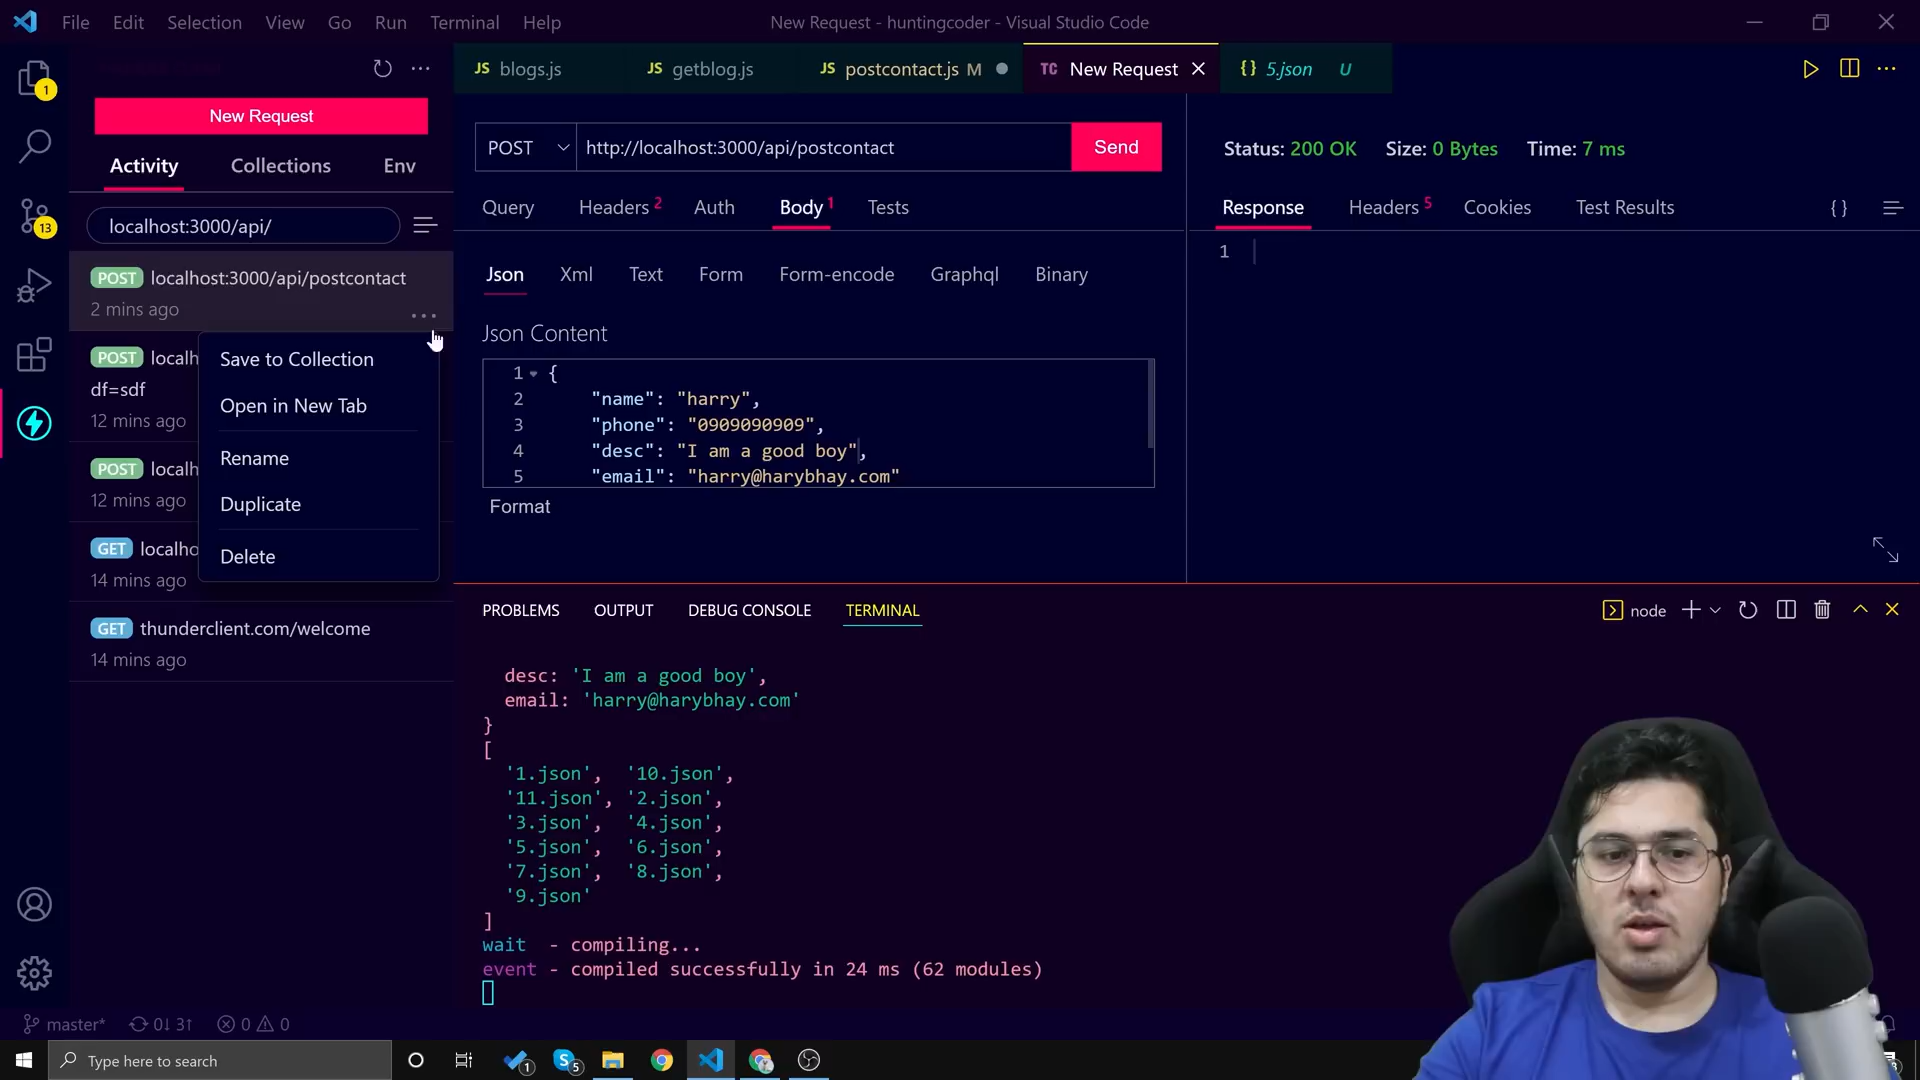 File Edit Selection View Go Run Terminal Help
New Request - huntingcoder - Visual Studio Code
1
13
New Request
Activity Collections Env
localhost:3000/api/
POST localhost:3000/api/postcontact
2 mins ago
POST localh
df=sdf
12 mins ago
POST localh
12 mins ago
GET localho
14 mins ago
GET thunderclient.com/welcome
14 mins ago
Save to Collection
Open in New Tab
Rename
Duplicate
Delete
JS blogs.js JS getblog.js JS postcontact.js M TC New Request {} 5.json U
POST http://localhost:3000/api/postcontact Send
Query Headers 2 Auth Body 1 Tests
Json Xml Text Form Form-encode Graphql Binary
Json Content
1 {
2 "name": "harry",
3 "phone": "0909090909",
4 "desc": "I am a good boy",
5 "email": "harry@harybhay.com"
Format
Status: 200 OK Size: 0 Bytes Time: 7 ms
Response Headers 5 Cookies Test Results {}
1
PROBLEMS OUTPUT DEBUG CONSOLE TERMINAL
node
desc: 'I am a good boy',
email: 'harry@harybhay.com'
}
[
'1.json', '10.json',
'11.json', '2.json',
'3.json', '4.json',
'5.json', '6.json',
'7.json', '8.json',
'9.json'
]
wait - compiling...
event - compiled successfully in 24 ms (62 modules)
master* 0↓ 3↑ 0 0
Type here to search
1
5